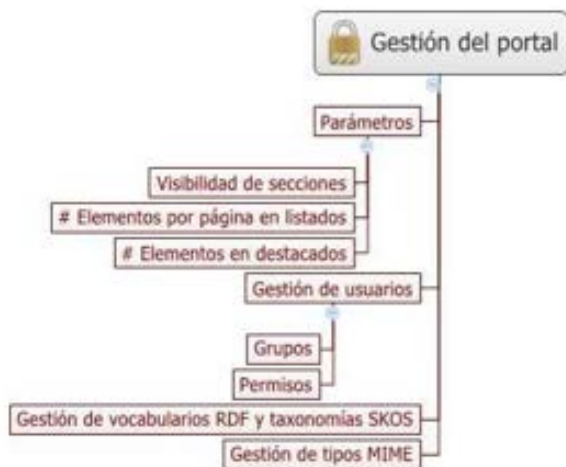 Gestión del portal
Parámetros
Visibilidad de secciones
# Elementos por página en listados
# Elementos en destacados
Gestión de usuarios
Grupos
Permisos
Gestión de vocabularios RDF y taxonomías SKOS
Gestión de tipos MIME